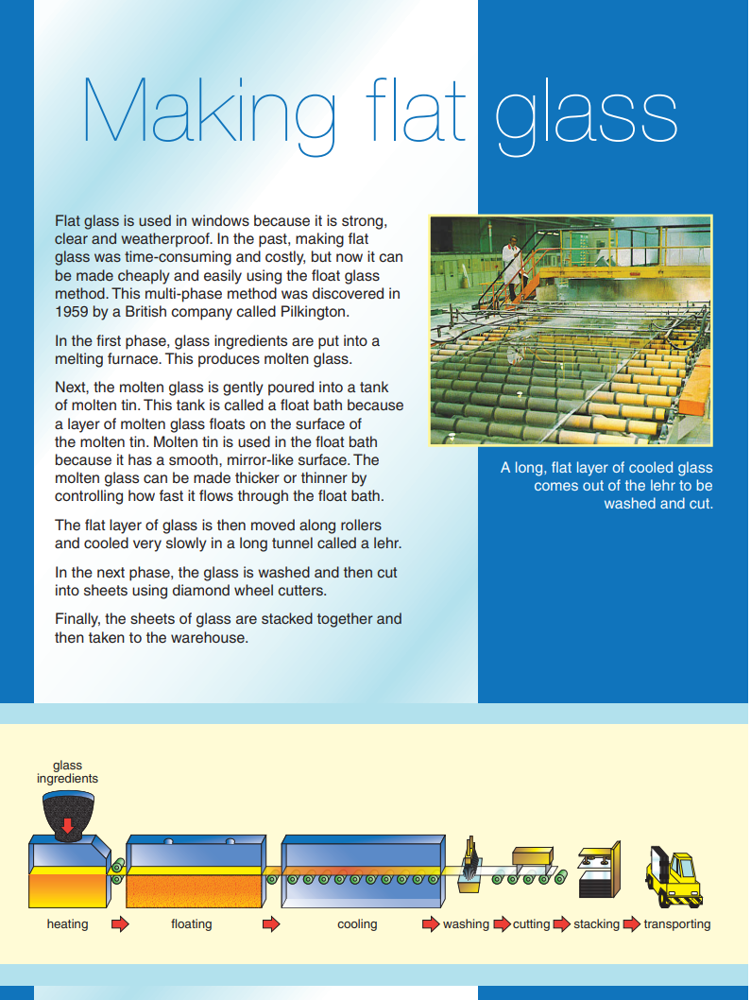 Making flat glass
Flat glass is used in windows because it is strong,
clear and weatherproof. In the past, making flat
glass was time-consuming and costly, but now it can
be made cheaply and easily using the float glass
method. This multi-phase method was discovered in
1959 by a British company called Pilkington.
In the first phase, glass ingredients are put into a
melting furnace. This produces molten glass.
Next, the molten glass is gently poured into a tank
of molten tin. This tank is called a float bath because
a layer of molten glass floats on the surface of
the molten tin. Molten tin is used in the float bath
because it has a smooth, mirror-like surface. The
molten glass can be made thicker or thinner by
controlling how fast it flows through the float bath.
The flat layer of glass is then moved along rollers
and cooled very slowly in a long tunnel called a lehr.
In the next phase, the glass is washed and then cut
into sheets using diamond wheel cutters.
Finally, the sheets of glass are stacked together and
then taken to the warehouse.
A long, flat layer of cooled glass
comes out of the lehr to be
washed and cut.
glass
ingredients
heating floating cooling washing cutting stacking transporting